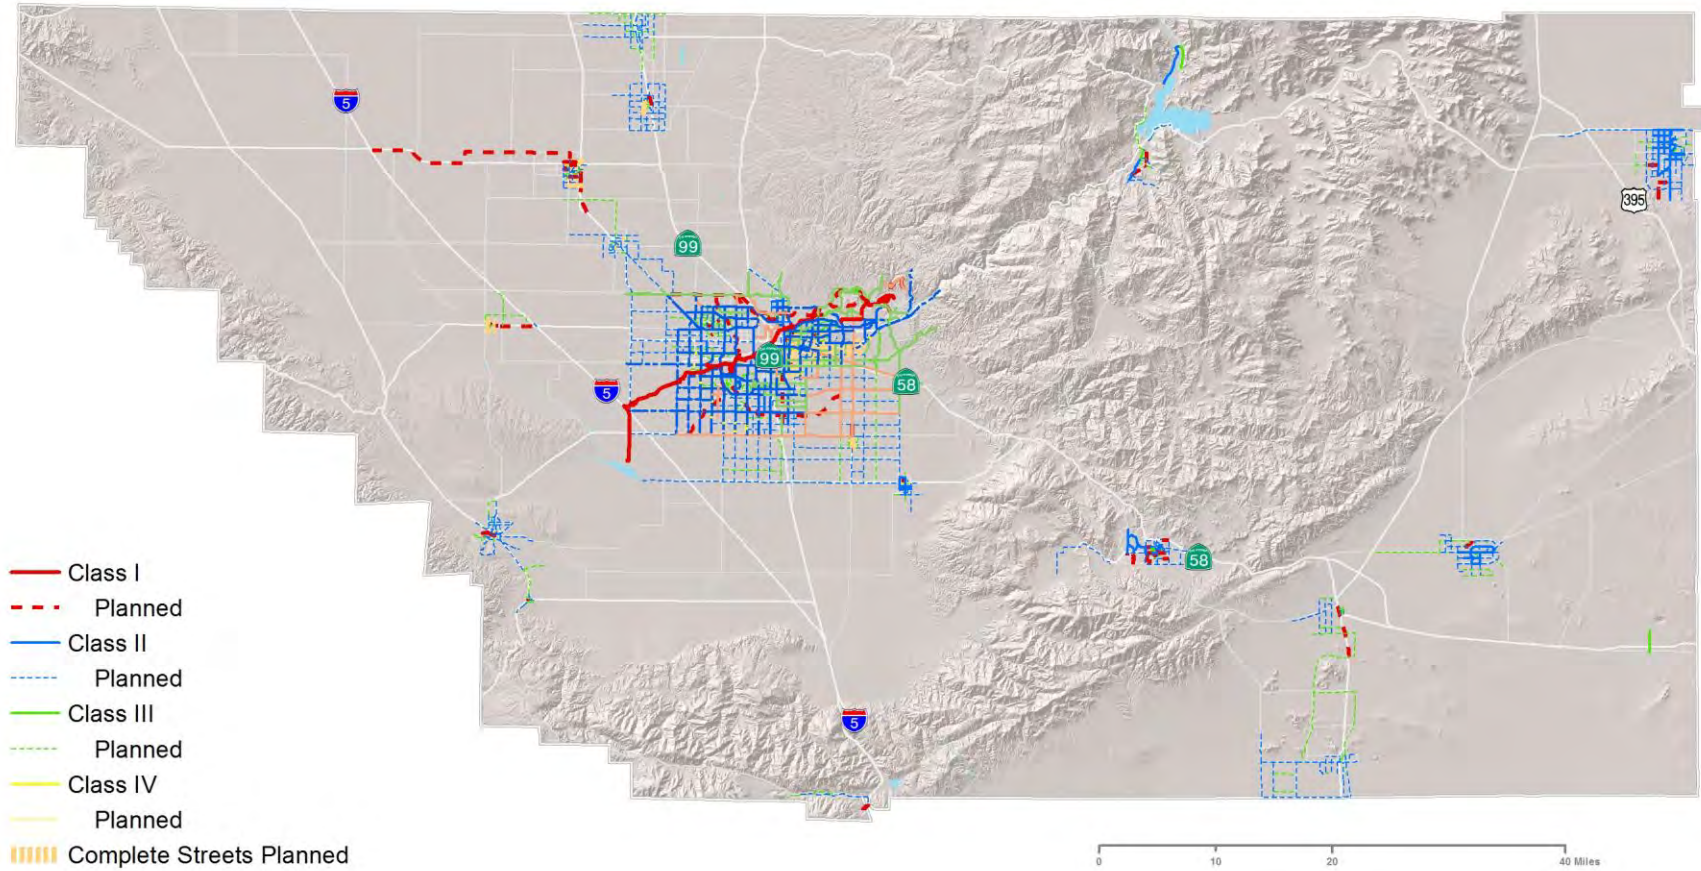 5
395
99
99
5
58
58
5
Class I
Planned
Class II
Planned
Class III
Planned
Class IV
Planned
Complete Streets Planned
0 10 20 40 Miles